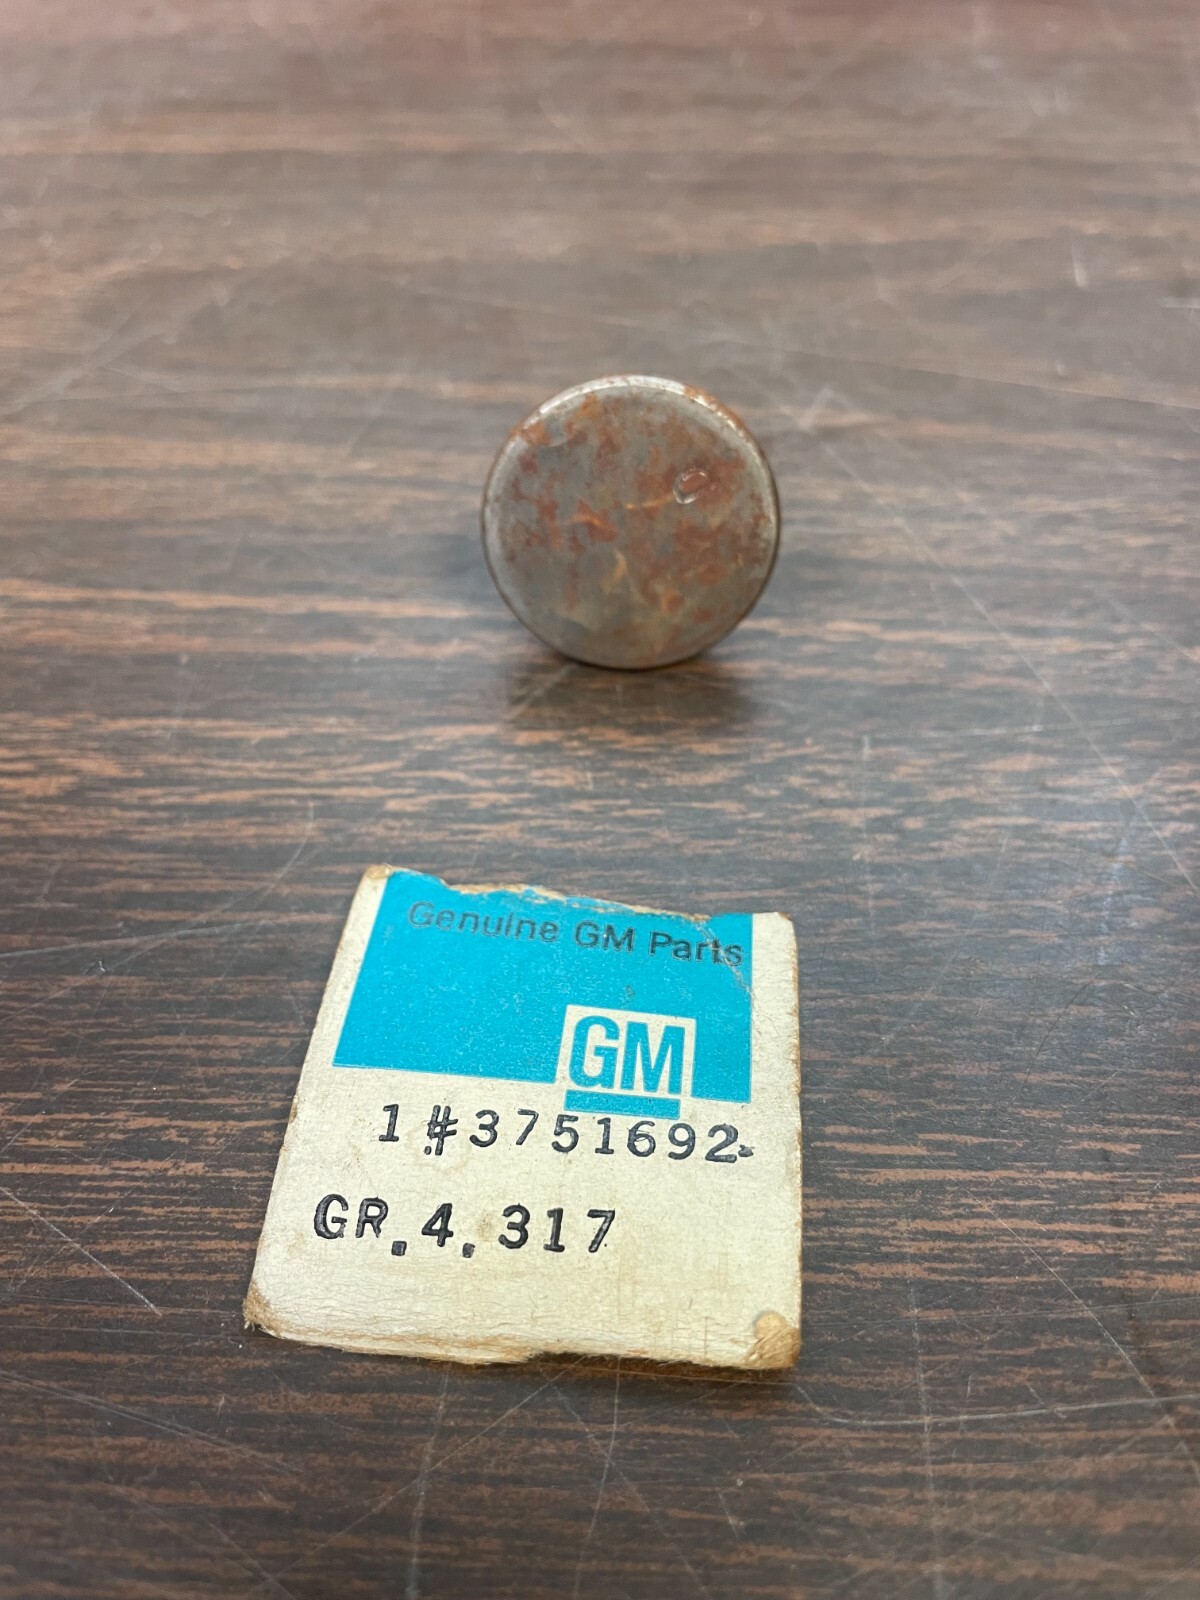 Genuine GM Parts
GM
1 #3751692
GR.4.317